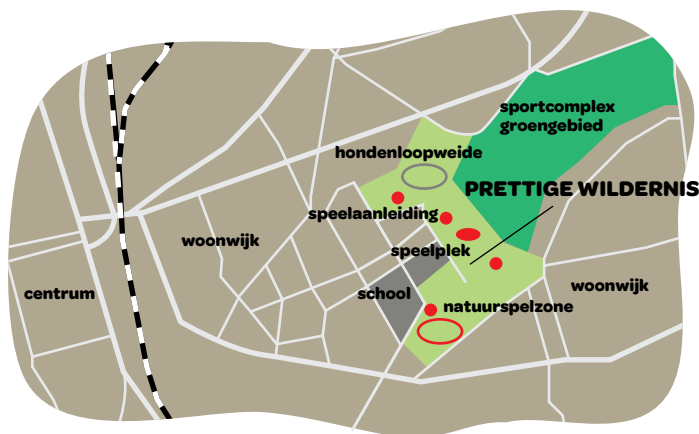 sportcomplex
groengebied
hondenloopweide
PRETTIGE WILDERNIS
speelaanleiding
woonwijk
speelplek
centrum
school
woonwijk
natuurspelzone